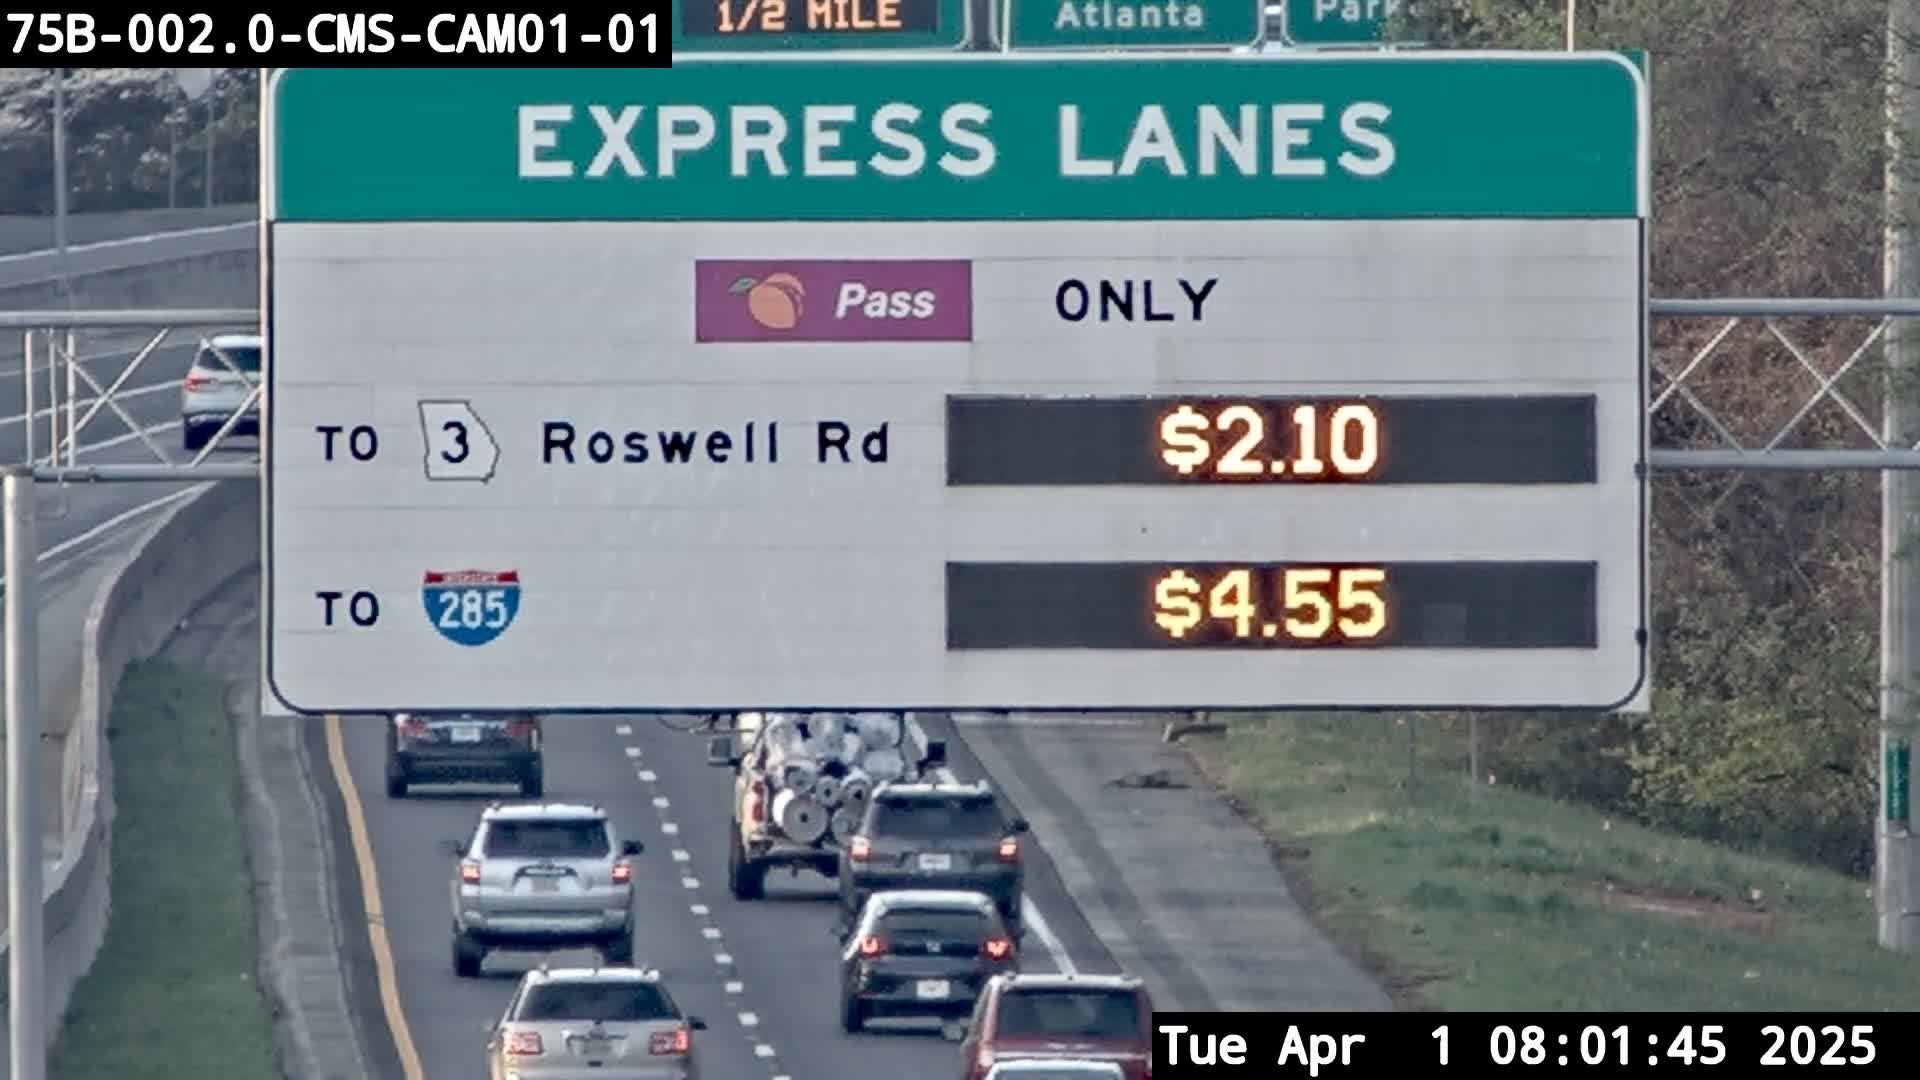 75B-002.0-CMS-CAM01-01
1/2 MILE
Atlanta
EXPRESS LANES
Pass ONLY
TO 3 Roswell Rd $2.10
TO 285 $4.55
Tue Apr 1 08:01:45 2025